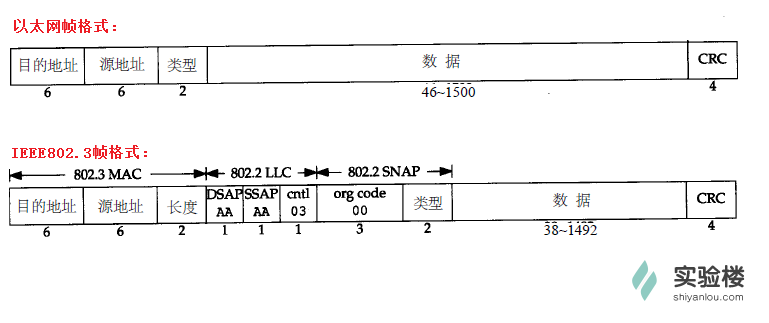 以太网帧格式：
目的地址 源地址 类型 数据 CRC
6 6 2 46~1500 4
IEEE802.3帧格式：
802.3 MAC 802.2 LLC 802.2 SNAP
目的地址 源地址 长度 DSAP AA SSAP AA cntl 03 org code 00 类型 数据 CRC
6 6 2 1 1 1 3 2 38~1492 4
实验楼
shiyanlou.com